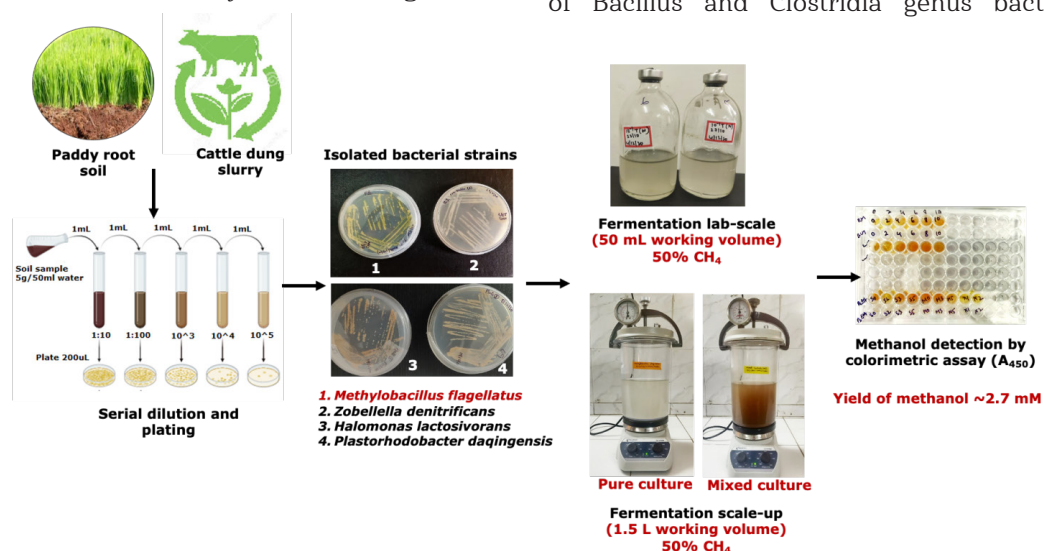 of Bacillus and Clostridia genus bact
Paddy root
soil
Cattle dung
slurry
1mL 1mL 1mL 1mL 1mL
Soil sample
5g/50ml water
1:10 1:100 10^3 10^4 10^5
Plate 200uL
Serial dilution and
plating
Isolated bacterial strains
1 2
3 4
1. Methylobacillus flagellatus
2. Zobellella denitrificans
3. Halomonas lactosivorans
4. Plastorhodobacter daqingensis
Fermentation lab-scale
(50 mL working volume)
50% CH₄
Pure culture Mixed culture
Fermentation scale-up
(1.5 L working volume)
50% CH₄
Methanol detection by
colorimetric assay (A₄₅₀)
Yield of methanol ~2.7 mM